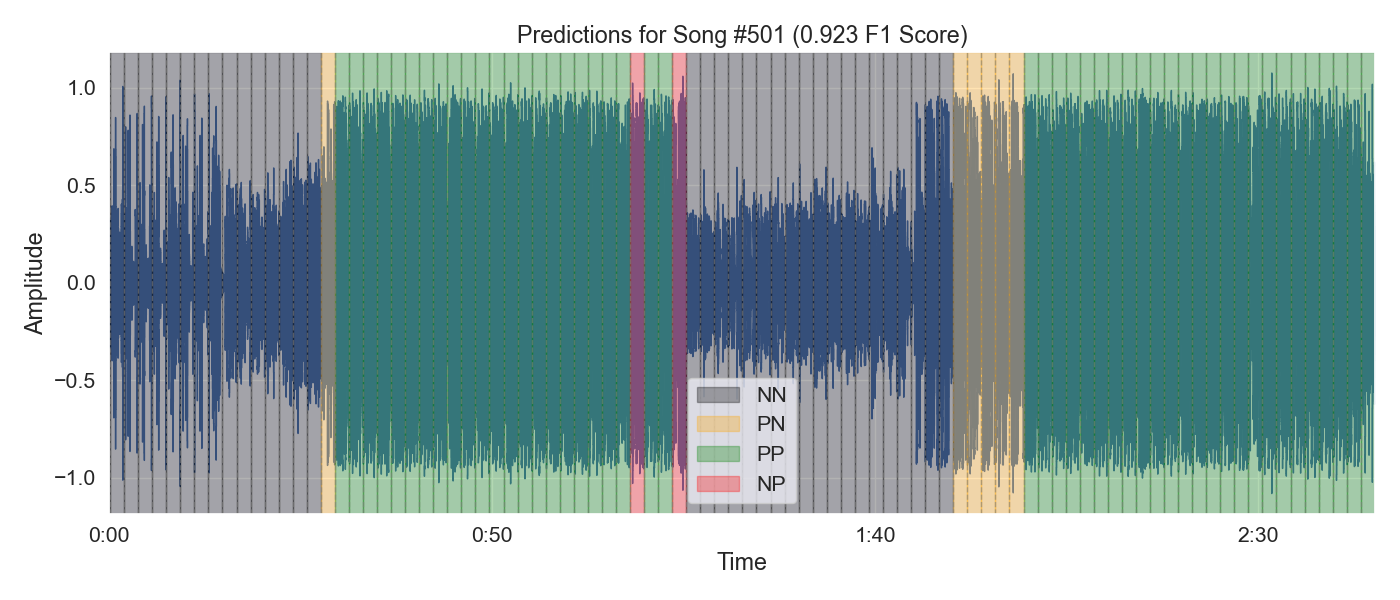 Predictions for Song #501 (0.923 F1 Score)
1.0
0.5
0.0
−0.5
−1.0
Amplitude
NN
PN
PP
NP
0:00 0:50 1:40 2:30
Time